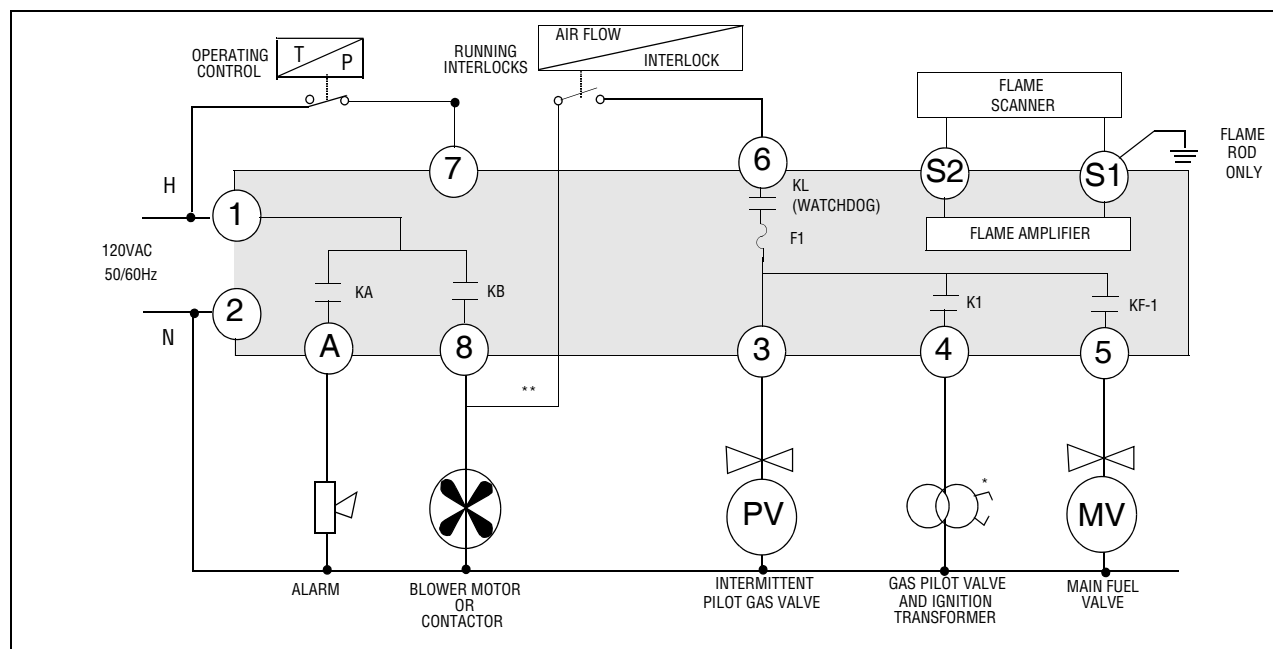 OPERATING
CONTROL
T
P
RUNNING
INTERLOCKS
AIR FLOW
INTERLOCK
FLAME
SCANNER
FLAME
ROD
ONLY
7
6
S2
S1
H
1
KL
(WATCHDOG)
F1
FLAME AMPLIFIER
120VAC
50/60Hz
2
N
KA
KB
K1
KF-1
A
8
3
4
5
**
*
PV
MV
ALARM
BLOWER MOTOR
OR
CONTACTOR
INTERMITTENT
PILOT GAS VALVE
GAS PILOT VALVE
AND IGNITION
TRANSFORMER
MAIN FUEL
VALVE